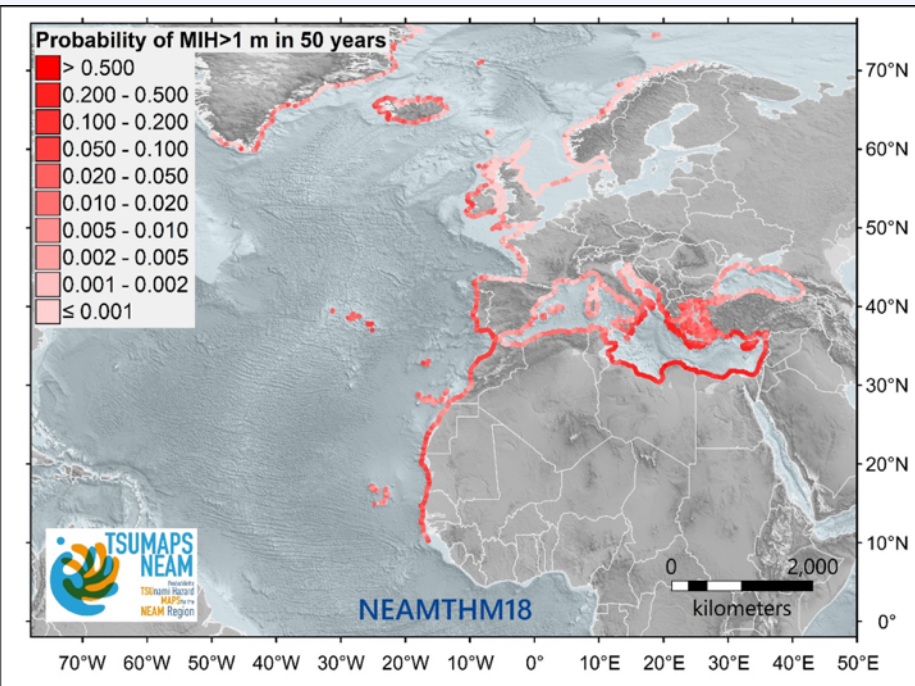 Probability of MIH>1 m in 50 years
> 0.500
0.200 - 0.500
0.100 - 0.200
0.050 - 0.100
0.020 - 0.050
0.010 - 0.020
0.005 - 0.010
0.002 - 0.005
0.001 - 0.002
≤ 0.001
70°N
60°N
50°N
40°N
30°N
20°N
10°N
0°
TSUMAPS
NEAM
Probabilistic
TSUnami Hazard
MAPS for the
NEAM Region
NEAMTHM18
0 2,000
kilometers
70°W 60°W 50°W 40°W 30°W 20°W 10°W 0° 10°E 20°E 30°E 40°E 50°E